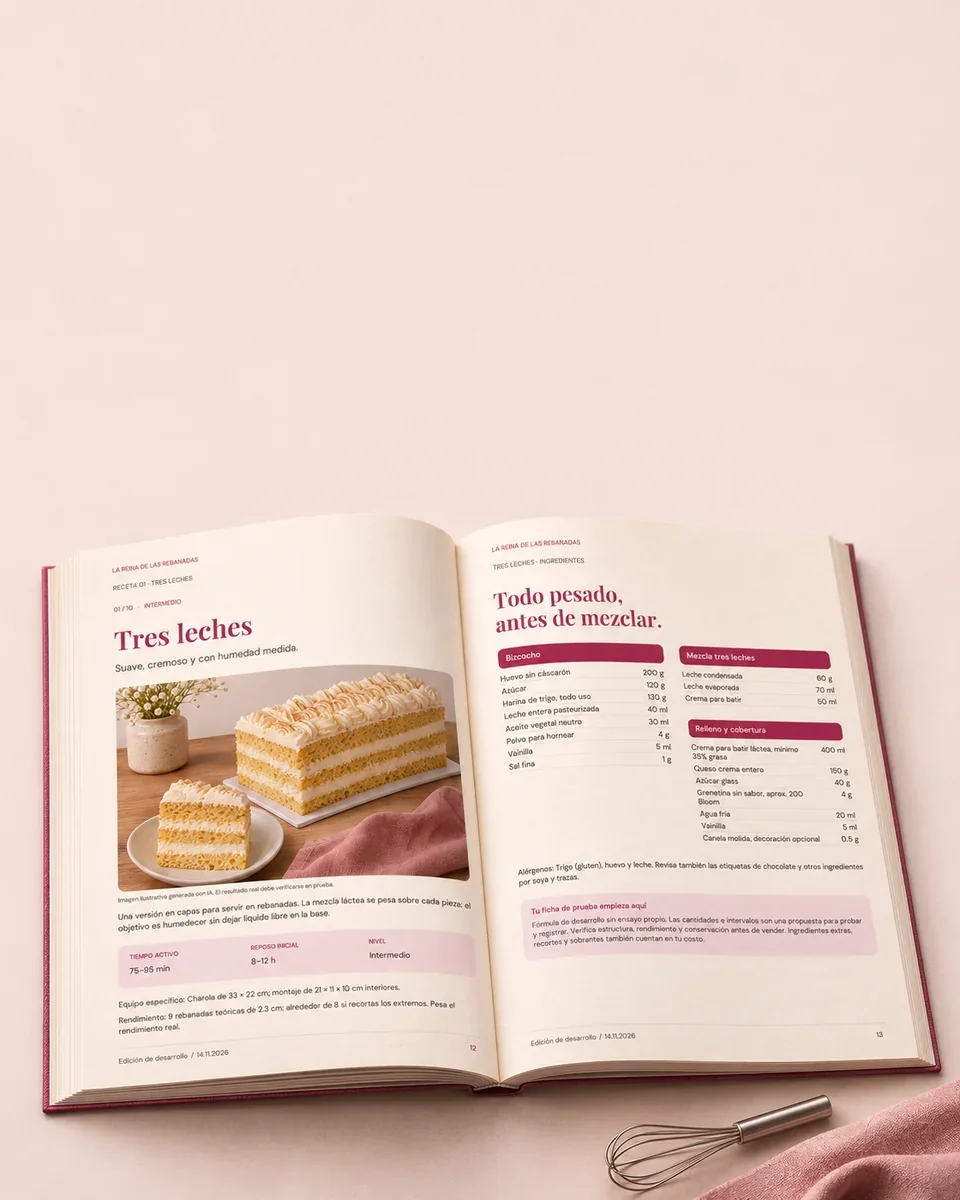 LA REINA DE LAS REBANADAS
RECETA 01 · TRES LECHES
01 / 10 · INTERMEDIO
Tres leches
Suave, cremoso y con humedad medida.
Imagen ilustrativa generada con IA. El resultado real debe verificarse en prueba.
Una versión en capas para servir en rebanadas. La mezcla láctea se pesa sobre cada pieza: el
objetivo es humedecer sin dejar líquido libre en la base.
TIEMPO ACTIVO
75–95 min
REPOSO INICIAL
8–12 h
NIVEL
Intermedio
Equipo específico: Charola de 33 × 22 cm; montaje de 21 × 11 × 10 cm interiores.
Rendimiento: 9 rebanadas teóricas de 2.3 cm; alrededor de 8 si recortas los extremos. Pesa el
rendimiento real.
Edición de desarrollo / 14.11.2026
12
LA REINA DE LAS REBANADAS
TRES LECHES · INGREDIENTES
Todo pesado,
antes de mezclar.
Bizcocho
Huevo sin cáscarón 200 g
Azúcar 120 g
Harina de trigo, todo uso 130 g
Leche entera pasteurizada 40 ml
Aceite vegetal neutro 30 ml
Polvo para hornear 4 g
Vainilla 5 ml
Sal fina 1 g
Mezcla tres leches
Leche condensada 60 g
Leche evaporada 70 ml
Crema para batir 50 ml
Relleno y cobertura
Crema para batir láctea, mínimo 400 ml
35% grasa
Queso crema entero 150 g
Azúcar glass 40 g
Grenetina sin sabor, aprox. 200 4 g
Bloom
Agua fría 20 ml
Vainilla 5 ml
Canela molida, decoración opcional 0.5 g
Alérgenos: Trigo (gluten), huevo y leche. Revisa también las etiquetas de chocolate y otros ingredientes
por soya y trazas.
Tu ficha de prueba empieza aquí
Fórmula de desarrollo sin ensayo propio. Las cantidades e intervalos son una propuesta para probar
y registrar. Verifica estructura, rendimiento y conservación antes de vender. Ingredientes extras,
recortes y sobrantes también cuentan en tu costo.
Edición de desarrollo / 14.11.2026
13